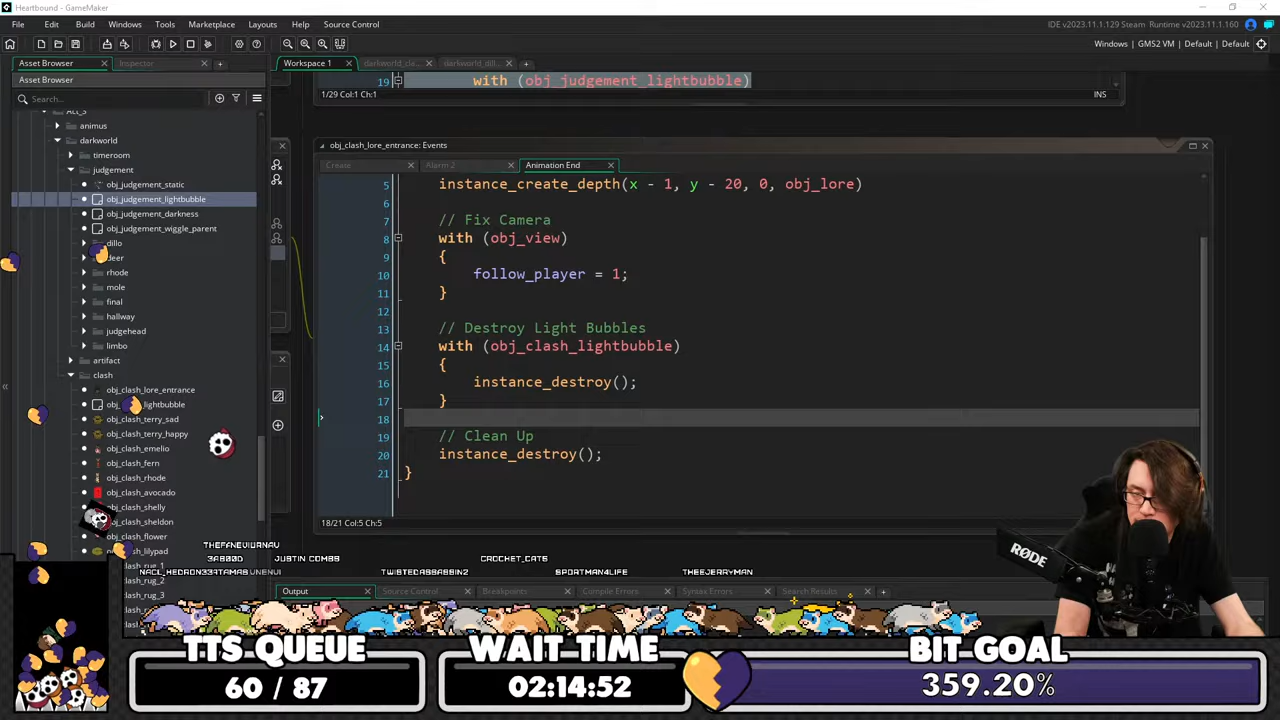 Heartbound - GameMaker
File Edit Build Windows Tools Marketplace Layouts Help Source Control
IDE v2023.11.1.129 Steam Runtime v2023.11.1.160
Windows | GMS2 VM | Default | Default
Asset Browser
Inspector
Workspace 1
darkworld_cla...
darkworld_dill...
Asset Browser
Search...
Act_3
animus
darkworld
timeroom
judgement
obj_judgement_static
obj_judgement_lightbubble
obj_judgement_darkness
obj_judgement_wiggle_parent
dillo
deer
rhode
mole
final
hallway
judgehead
limbo
artifact
clash
obj_clash_lore_entrance
lightbubble
obj_clash_terry_sad
obj_clash_terry_happy
obj_clash_emelio
obj_clash_fern
obj_clash_rhode
obj_clash_avocado
obj_clash_shelly
obj_clash_sheldon
obj_clash_flower
obj_clash_lilypad
clash_rug_1
clash_rug_2
clash_rug_3
19 with (obj_judgement_lightbubble)
1/29 Col:1 Ch:1
INS
obj_clash_lore_entrance: Events
Create
Alarm 2
Animation End
5 instance_create_depth(x - 1, y - 20, 0, obj_lore)
6
7 // Fix Camera
8 with (obj_view)
9 {
10 follow_player = 1;
11 }
12
13 // Destroy Light Bubbles
14 with (obj_clash_lightbubble)
15 {
16 instance_destroy();
17 }
18
19 // Clean Up
20 instance_destroy();
21 }
18/21 Col:5 Ch:5
Output
Source Control
Breakpoints
Compile Errors
Syntax Errors
Search Results
JUSTIN COMBS
CROCHET_CATS
SPORTMAN4LIFE
THEEJERRYMAN
RØDE
TTS QUEUE
60 / 87
WAIT TIME
02:14:52
BIT GOAL
359.20%